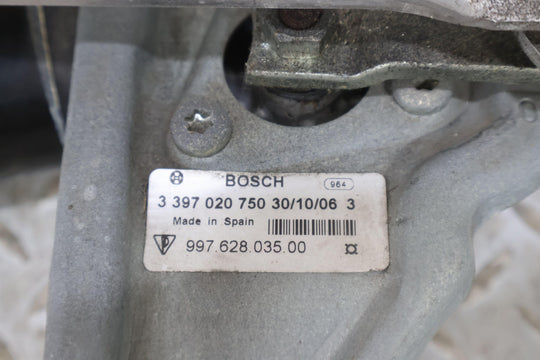 BOSCH 964
3 397 020 750 30/10/06 3
Made in Spain
997.628.035.00